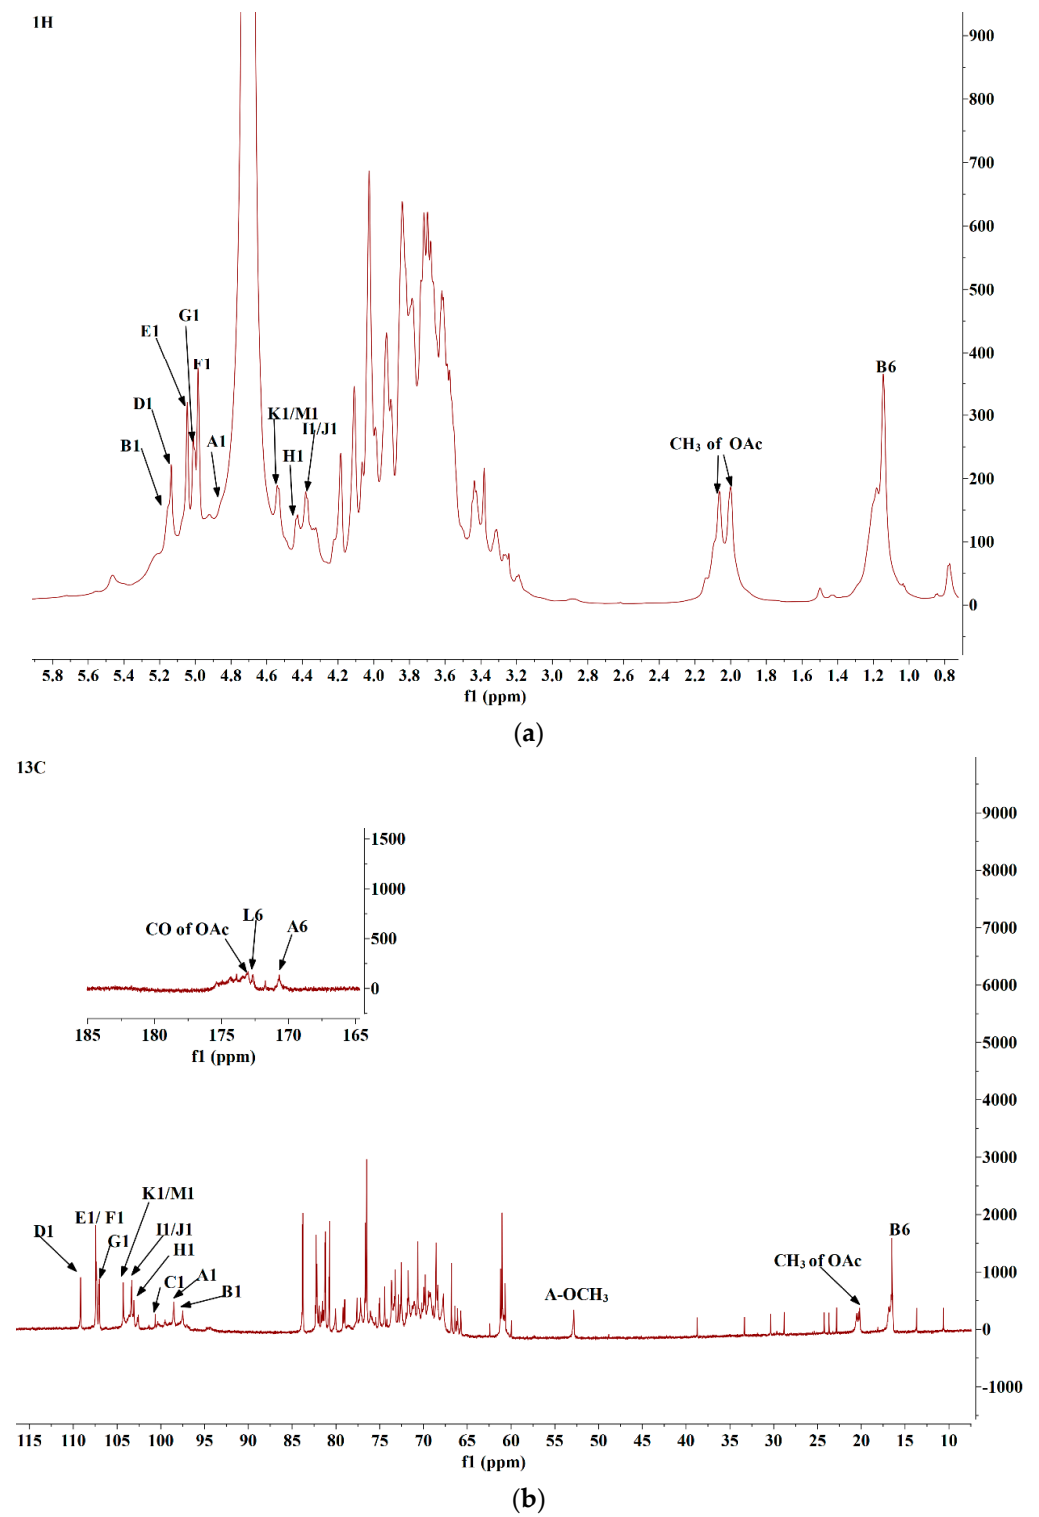 1H
900
800
700
600
500
400
300
200
100
0
G1
E1
F1
D1
B1
A1
K1/M1
I1/J1
H1
CH₃ of OAc
B6
5.8 5.6 5.4 5.2 5.0 4.8 4.6 4.4 4.2 4.0 3.8 3.6 3.4 3.2 3.0 2.8 2.6 2.4 2.2 2.0 1.8 1.6 1.4 1.2 1.0 0.8
f1 (ppm)
(a)
13C
9000
8000
7000
6000
5000
4000
3000
2000
1000
0
-1000
1500
1000
500
0
CO of OAc
L6
A6
185 180 175 170 165
f1 (ppm)
K1/M1
E1/ F1
D1
G1
I1/J1
H1
C1
A1
B1
A-OCH₃
CH₃ of OAc
B6
115 110 105 100 95 90 85 80 75 70 65 60 55 50 45 40 35 30 25 20 15 10
f1 (ppm)
(b)